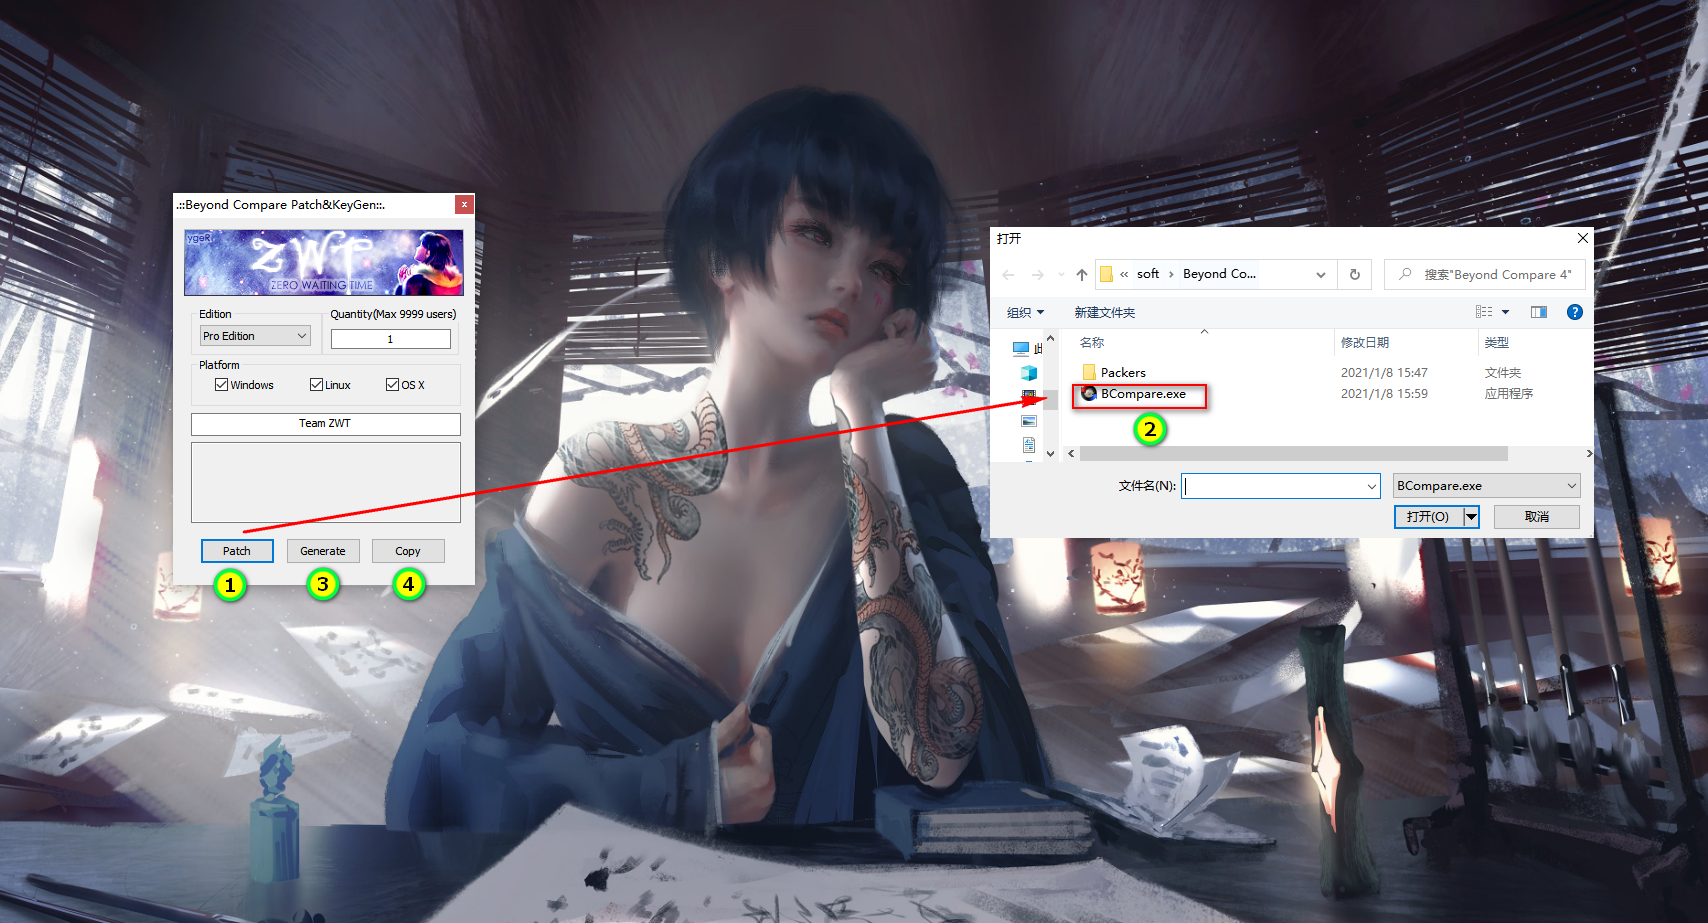 .::Beyond Compare Patch&KeyGen::.
x
ygeR
ZWT
ZERO WAITING TIME
Edition
Quantity(Max 9999 users)
Pro Edition
1
Platform
Windows
Linux
OS X
Team ZWT
Patch
Generate
Copy
1
3
4
打开
« soft › Beyond Co...
搜索"Beyond Compare 4"
组织
新建文件夹
?
此
名称
修改日期
类型
Packers
2021/1/8 15:47
文件夹
BCompare.exe
2021/1/8 15:59
应用程序
2
文件名(N):
BCompare.exe
打开(O)
取消